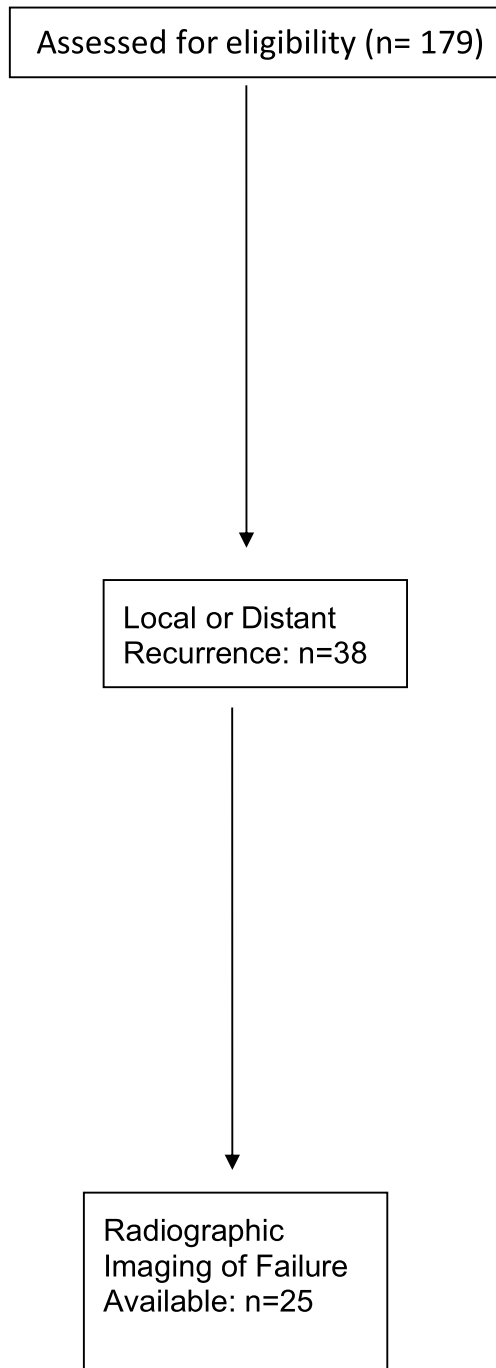 Assessed for eligibility (n= 179)
Local or Distant
Recurrence: n=38
Radiographic
Imaging of Failure
Available: n=25